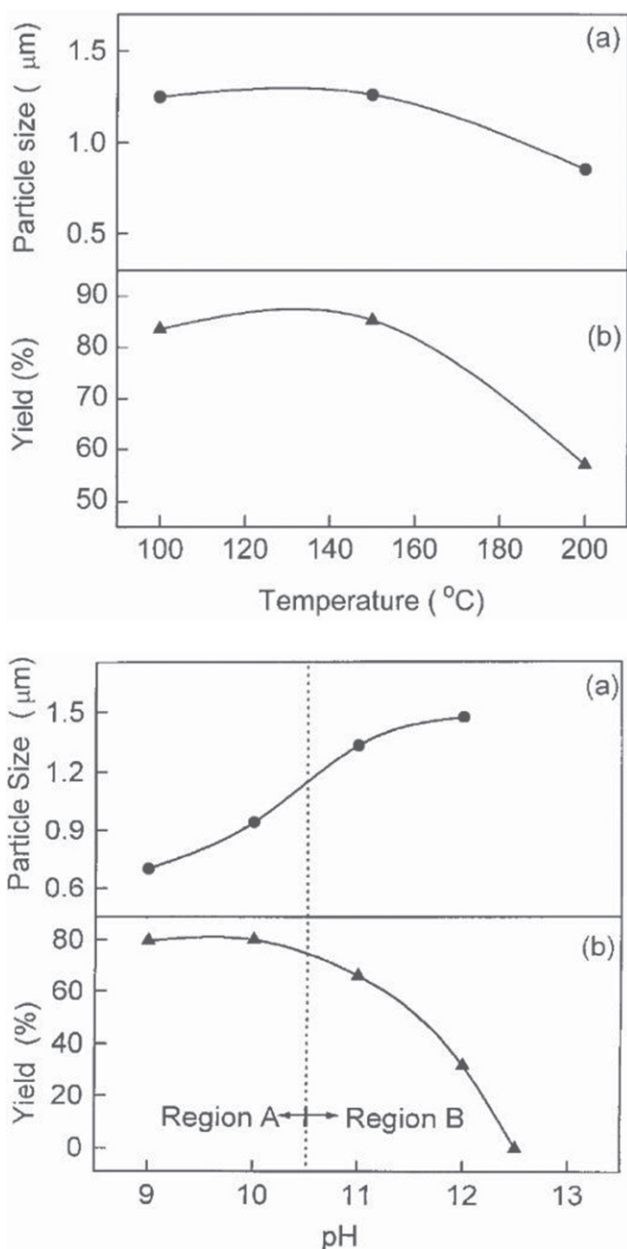 (a)
Particle size ( μm)
1.5
1.0
0.5
(b)
Yield (%)
90
80
70
60
50
100 120 140 160 180 200
Temperature ( °C)
(a)
Particle Size (μm)
1.5
1.2
0.9
0.6
(b)
Yield (%)
80
60
40
20
0
Region A Region B
9 10 11 12 13
pH